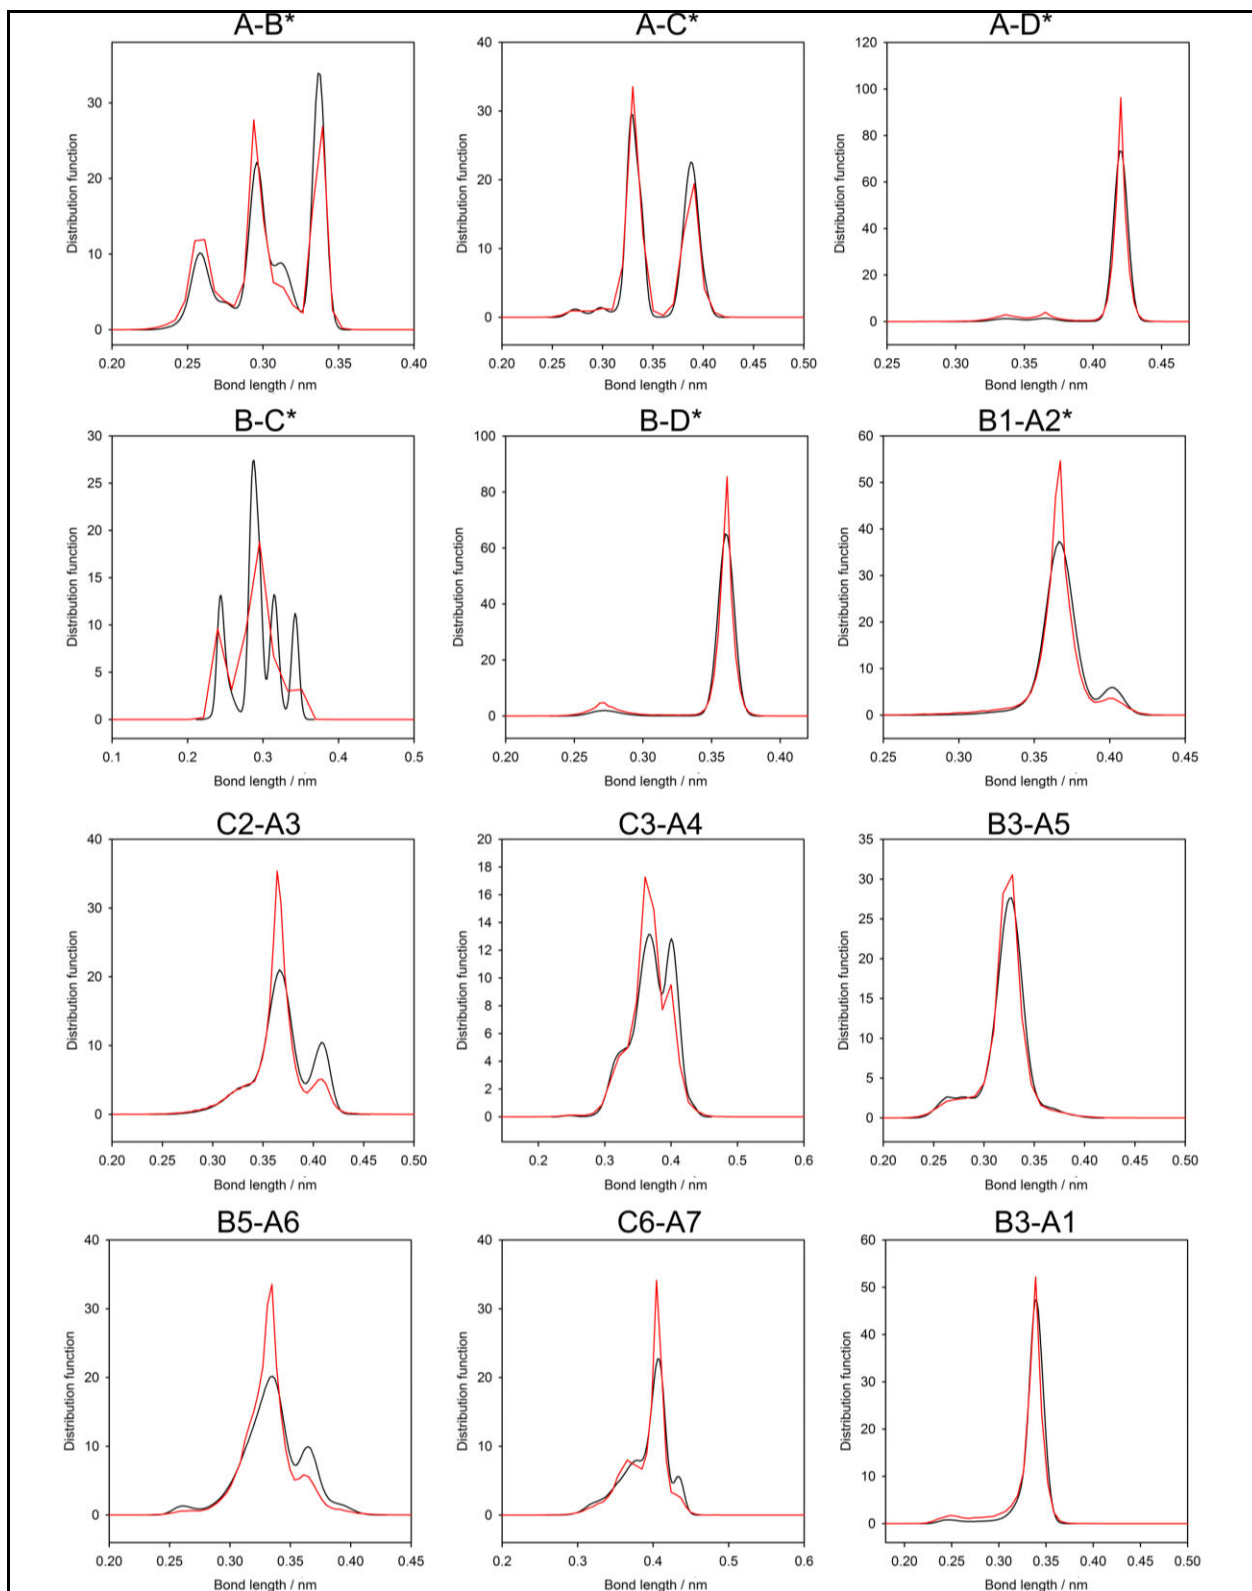 A-B*
A-C*
A-D*
Distribution function
30
20
10
0
0.20 0.25 0.30 0.35 0.40
Bond length / nm
Distribution function
40
30
20
10
0
0.20 0.25 0.30 0.35 0.40 0.45 0.50
Bond length / nm
Distribution function
120
100
80
60
40
20
0
0.25 0.30 0.35 0.40 0.45
Bond length / nm
B-C*
B-D*
B1-A2*
Distribution function
30
25
20
15
10
5
0
0.1 0.2 0.3 0.4 0.5
Bond length / nm
Distribution function
100
80
60
40
20
0
0.20 0.25 0.30 0.35 0.40
Bond length / nm
Distribution function
60
50
40
30
20
10
0
0.25 0.30 0.35 0.40 0.45
Bond length / nm
C2-A3
C3-A4
B3-A5
Distribution function
40
30
20
10
0
0.20 0.25 0.30 0.35 0.40 0.45 0.50
Bond length / nm
Distribution function
20
18
16
14
12
10
8
6
4
2
0
0.2 0.3 0.4 0.5 0.6
Bond length / nm
Distribution function
35
30
25
20
15
10
5
0
0.20 0.25 0.30 0.35 0.40 0.45 0.50
Bond length / nm
B5-A6
C6-A7
B3-A1
Distribution function
40
30
20
10
0
0.20 0.25 0.30 0.35 0.40 0.45
Bond length / nm
Distribution function
40
30
20
10
0
0.2 0.3 0.4 0.5 0.6
Bond length / nm
Distribution function
60
50
40
30
20
10
0
0.20 0.25 0.30 0.35 0.40 0.45 0.50
Bond length / nm